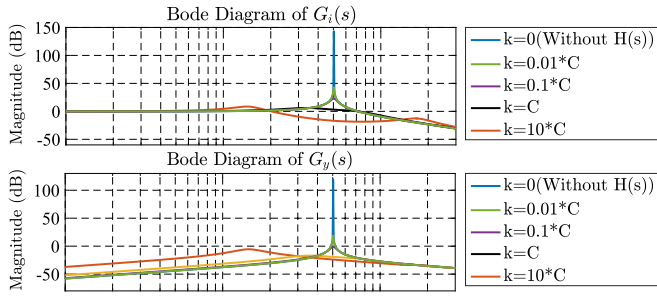 Bode Diagram of G_i(s)
Magnitude (dB)
150
100
50
0
-50
k=0(Without H(s))
k=0.01*C
k=0.1*C
k=C
k=10*C
Bode Diagram of G_y(s)
Magnitude (dB)
100
50
0
-50
k=0(Without H(s))
k=0.01*C
k=0.1*C
k=C
k=10*C